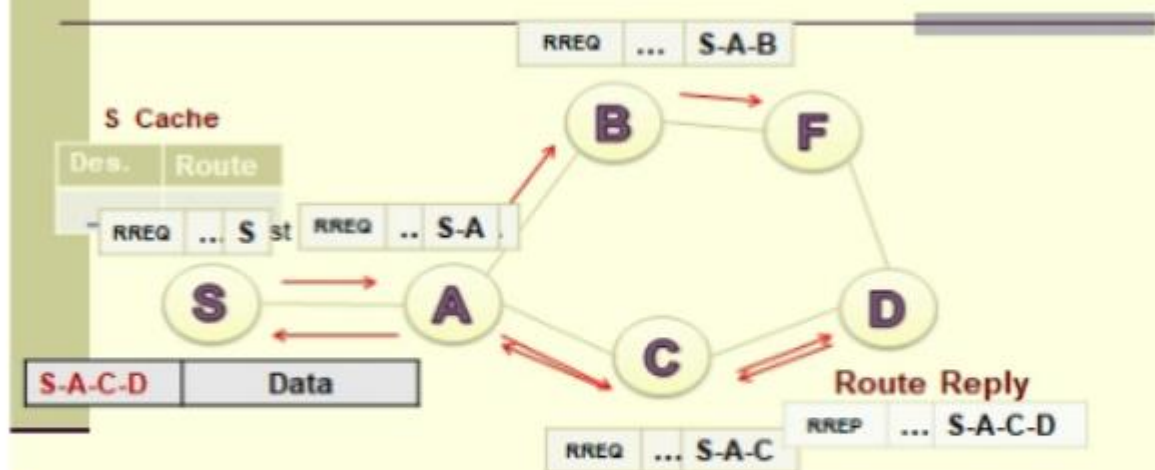 RREQ ... S-A-B
S Cache
Des. Route
RREQ ... S st RREQ .. S-A .
B
F
S
A
C
D
S-A-C-D Data
Route Reply
RREP ... S-A-C-D
RREQ ... S-A-C